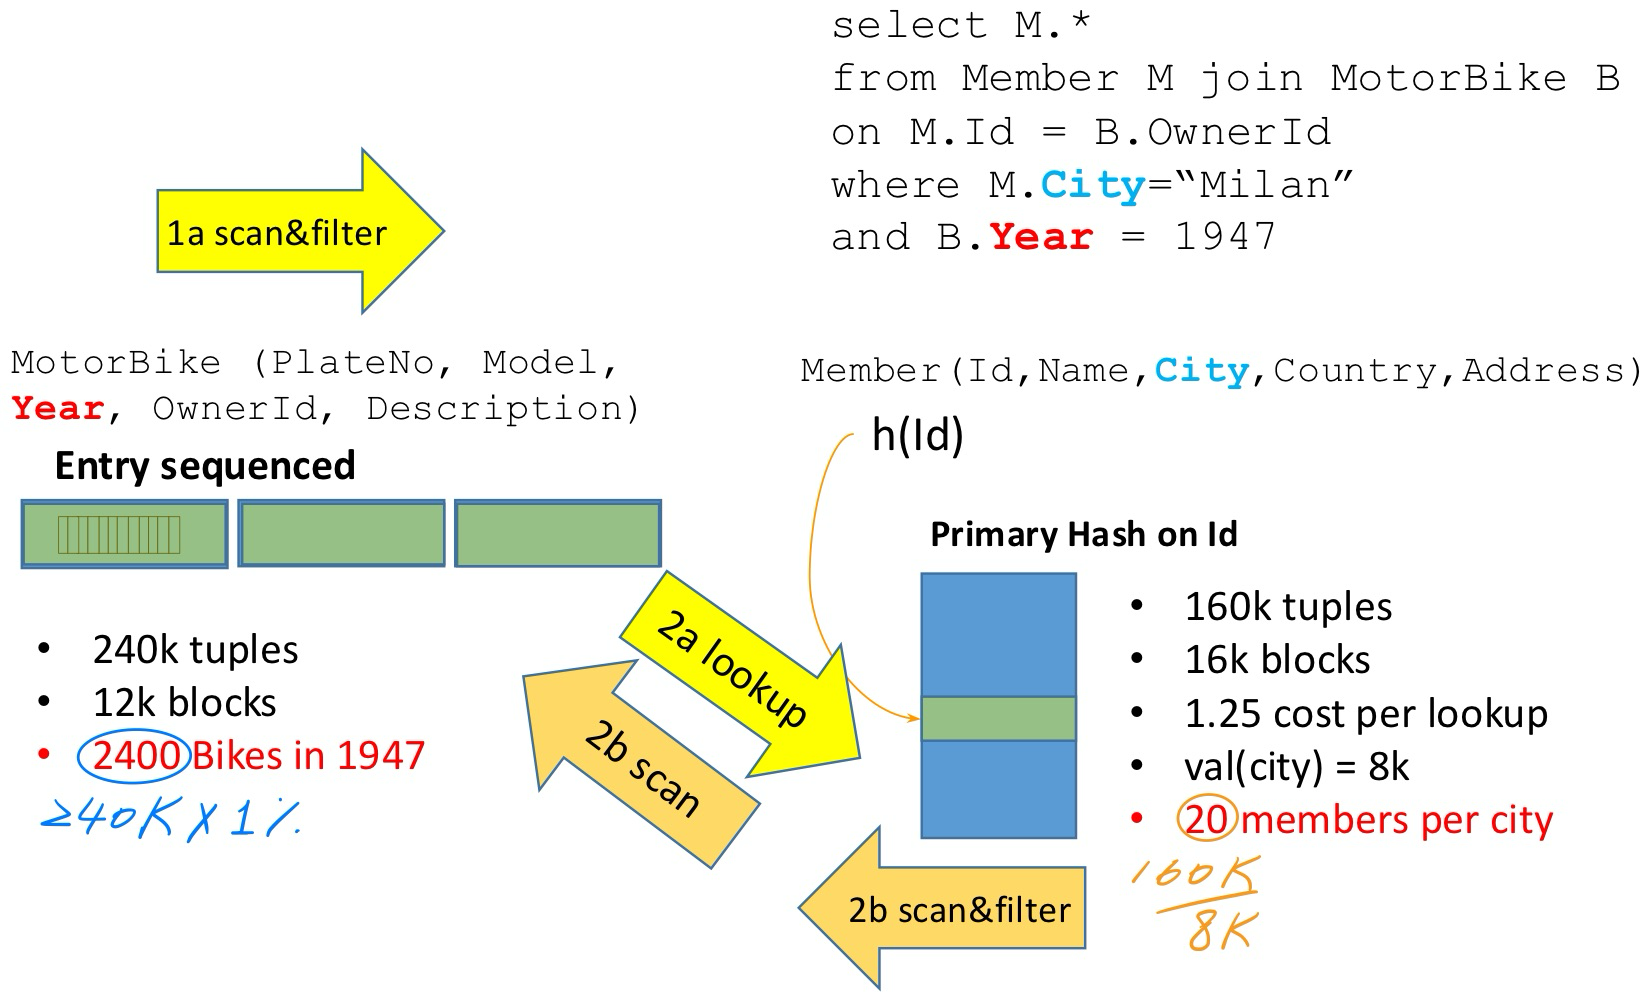 select M.*
from Member M join MotorBike B
on M.Id = B.OwnerId
where M.City=“Milan”
and B.Year = 1947
1a scan&filter
MotorBike (PlateNo, Model,
Year, OwnerId, Description)
Entry sequenced
• 240k tuples
• 12k blocks
• 2400 Bikes in 1947
240K X 1%
2a lookup
2b scan
Member(Id,Name,City,Country,Address)
h(Id)
Primary Hash on Id
• 160k tuples
• 16k blocks
• 1.25 cost per lookup
• val(city) = 8k
• 20 members per city
160K
8K
2b scan&filter